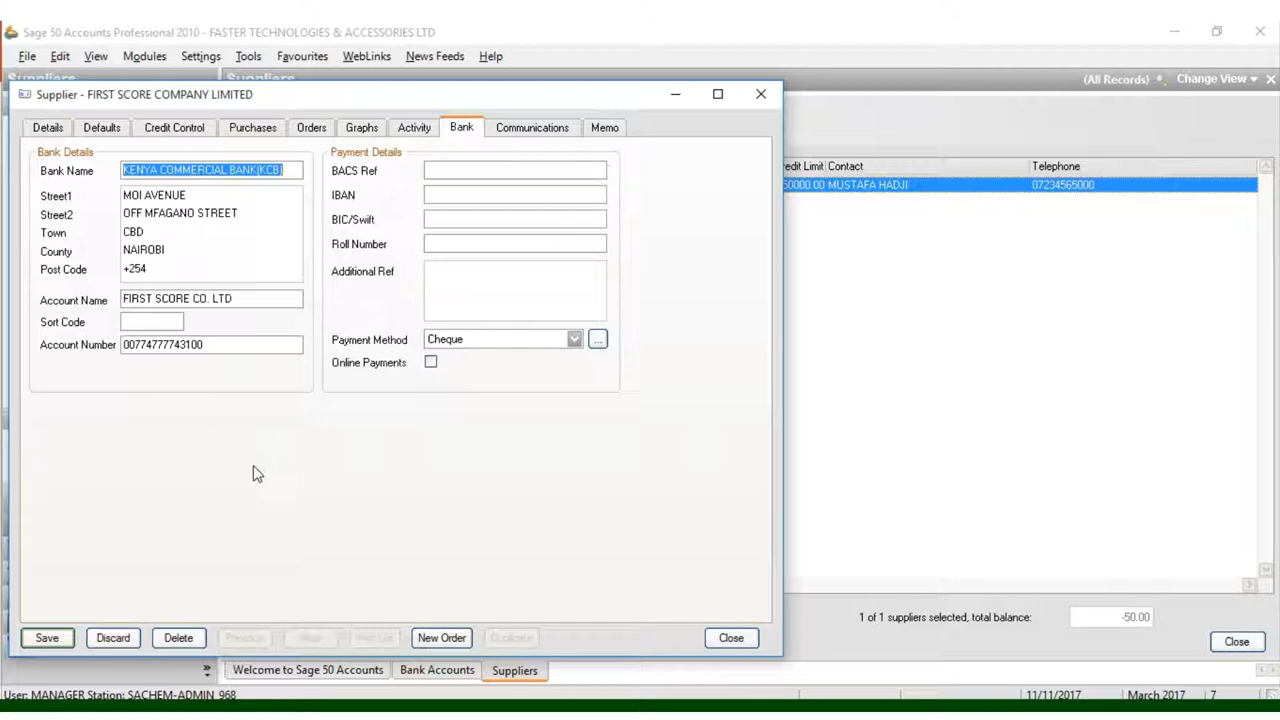 Sage 50 Accounts Professional 2010 - FASTER TECHNOLOGIES & ACCESSORIES LTD
File Edit View Modules Settings Tools Favourites WebLinks News Feeds Help
Suppliers Suppliers (All Records) Change View
Supplier - FIRST SCORE COMPANY LIMITED
Details Defaults Credit Control Purchases Orders Graphs Activity Bank Communications Memo
Bank Details
Bank Name KENYA COMMERCIAL BANK(KCB)
Street1 MOI AVENUE
Street2 OFF MFAGANO STREET
Town CBD
County NAIROBI
Post Code +254
Account Name FIRST SCORE CO. LTD
Sort Code
Account Number 00774777743100
Payment Details
BACS Ref
IBAN
BIC/Swift
Roll Number
Additional Ref
Payment Method Cheque ...
Online Payments
Limit Contact Telephone
50000.00 MUSTAFA HADJI 07234565000
Save Discard Delete New Order Close
1 of 1 suppliers selected, total balance: -50.00
Close
Welcome to Sage 50 Accounts Bank Accounts Suppliers
User: MANAGER Station: SACHEM-ADMIN_968 11/11/2017 March 2017 7